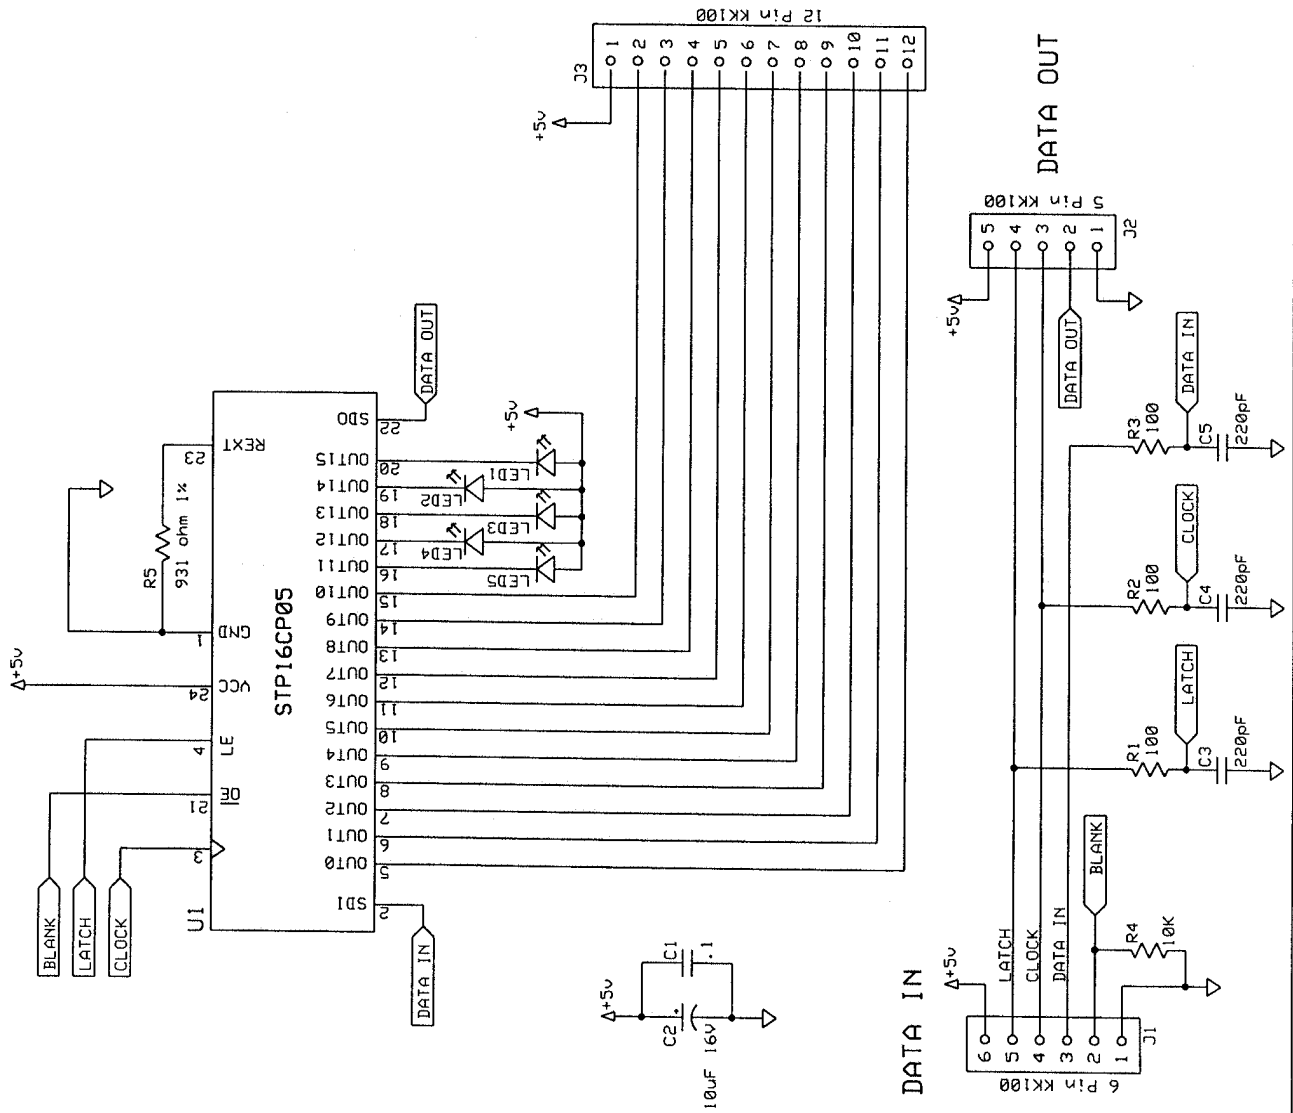 12 Pin KK100
J3
1
2
3
4
5
6
7
8
9
10
11
12
+5v
DATA OUT
5 Pin KK100
J2
5
4
3
2
1
+5v
DATA OUT
DATA OUT
SDO
22
REXT
23
R5
931 ohm 1%
GND
1
VCC
24
+5v
LE
4
OE
21
3
BLANK
LATCH
CLOCK
U1
STP16CP05
OUT15
20
OUT14
19
OUT13
18
OUT12
17
OUT11
16
OUT10
15
OUT9
14
OUT8
13
OUT7
12
OUT6
11
OUT5
10
OUT4
9
OUT3
8
OUT2
7
OUT1
6
OUT0
5
SDI
2
DATA IN
LED1
LED2
LED3
LED4
LED5
+5v
+5v
C1
.1
C2
+
10uF 16V
DATA IN
R3
100
C5
220pF
CLOCK
R2
100
C4
220pF
LATCH
R1
100
C3
220pF
BLANK
R4
10K
LATCH
CLOCK
DATA IN
DATA IN
+5v
6
5
4
3
2
1
J1
6 Pin KK100